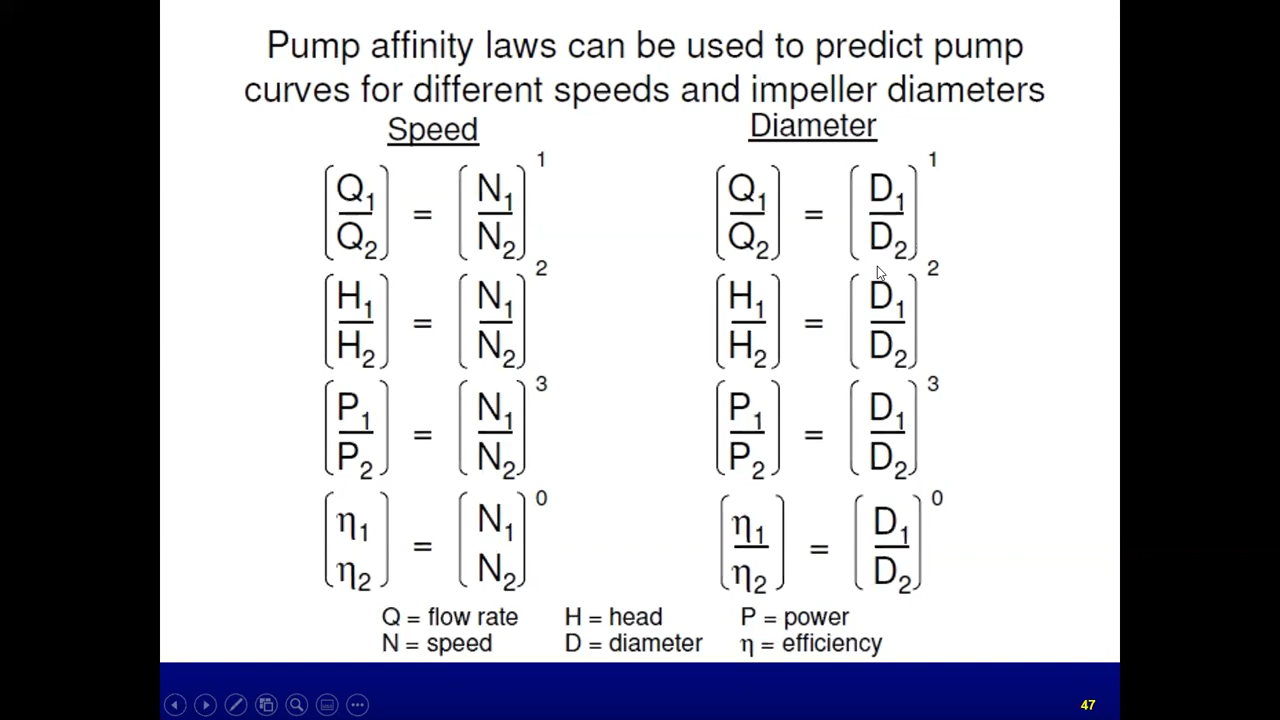 Pump affinity laws can be used to predict pump
curves for different speeds and impeller diameters
Speed
(Q₁/Q₂) = (N₁/N₂)¹
(H₁/H₂) = (N₁/N₂)²
(P₁/P₂) = (N₁/N₂)³
(η₁ η₂) = (N₁ N₂)⁰
Diameter
(Q₁/Q₂) = (D₁/D₂)¹
(H₁/H₂) = (D₁/D₂)²
(P₁/P₂) = (D₁/D₂)³
(η₁/η₂) = (D₁/D₂)⁰
Q = flow rate H = head P = power
N = speed D = diameter η = efficiency
47